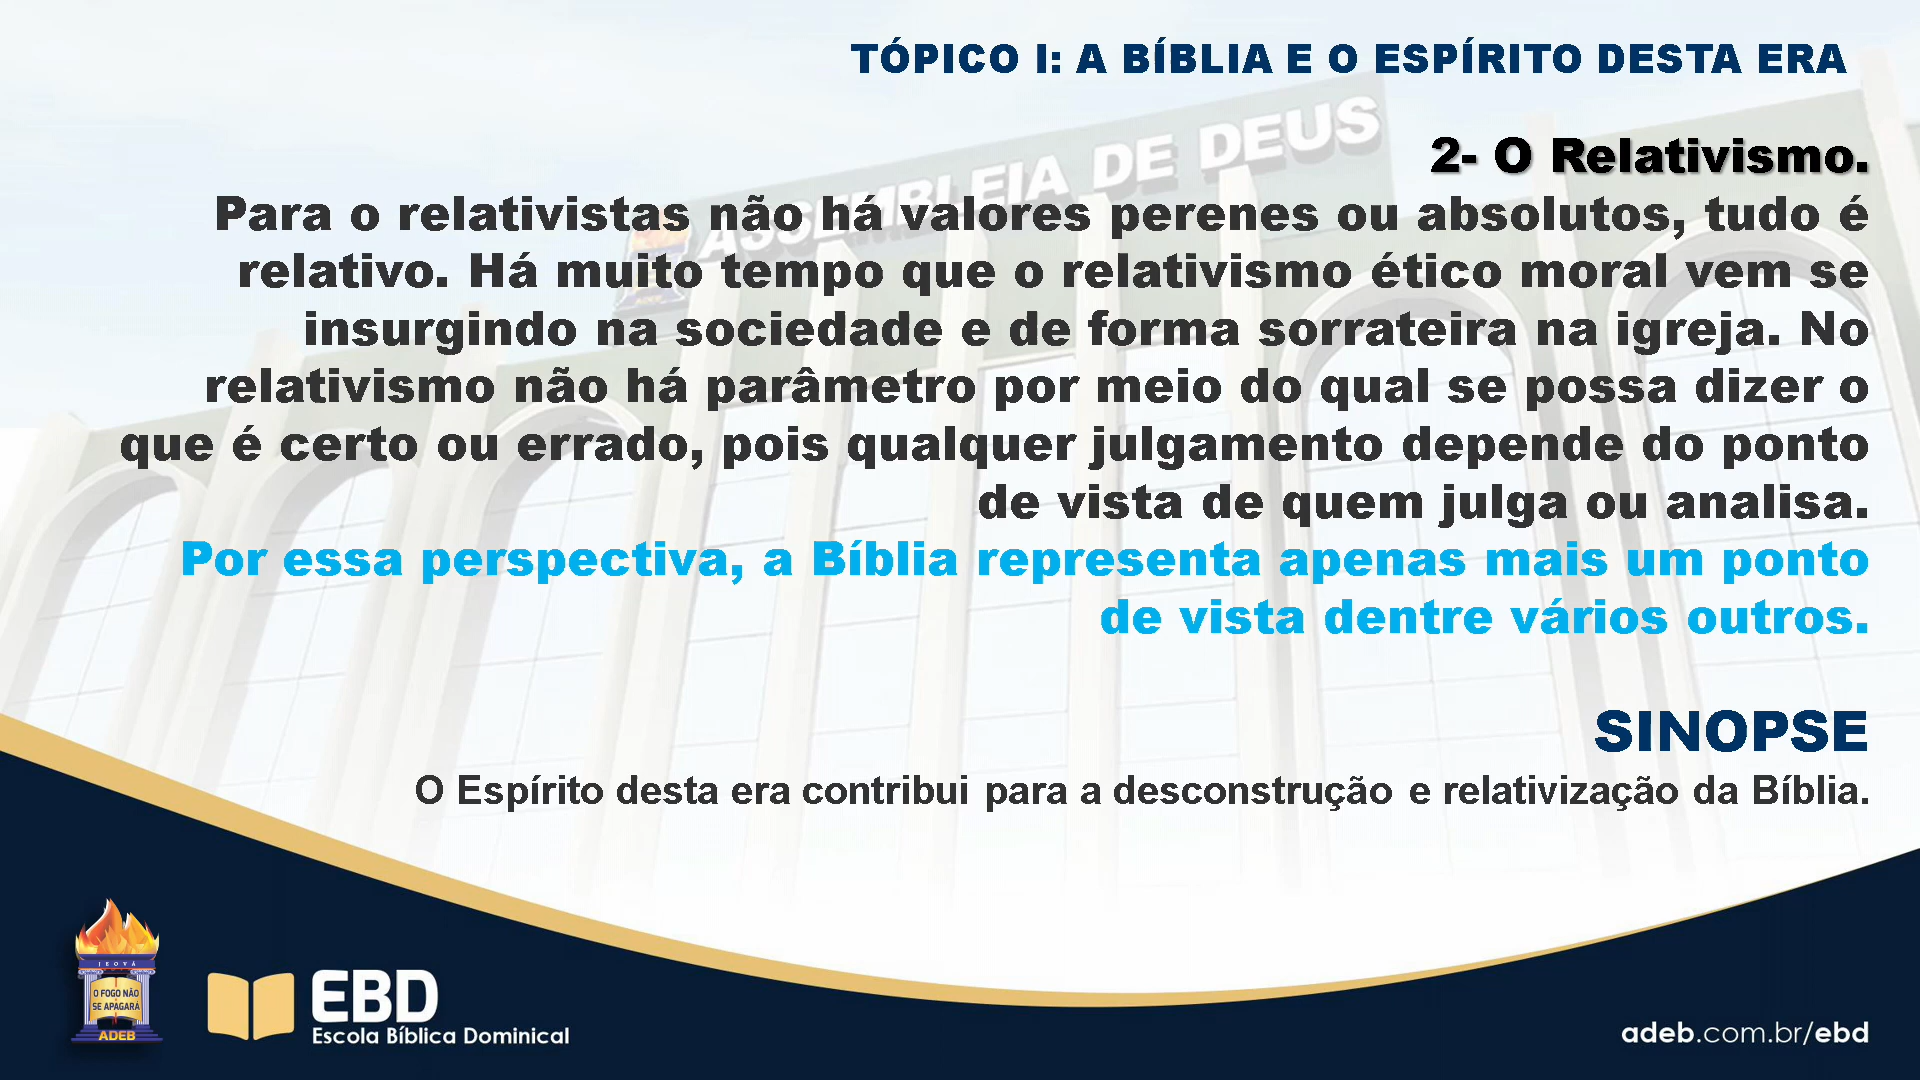 TÓPICO I: A BÍBLIA E O ESPÍRITO DESTA ERA
ASSEMBLEIA DE DEUS
2- O Relativismo.
Para o relativistas não há valores perenes ou absolutos, tudo é
relativo. Há muito tempo que o relativismo ético moral vem se
insurgindo na sociedade e de forma sorrateira na igreja. No
relativismo não há parâmetro por meio do qual se possa dizer o
que é certo ou errado, pois qualquer julgamento depende do ponto
de vista de quem julga ou analisa.
Por essa perspectiva, a Bíblia representa apenas mais um ponto
de vista dentre vários outros.
SINOPSE
O Espírito desta era contribui para a desconstrução e relativização da Bíblia.
JEOVÁ
O FOGO NÃO
SE APAGARÁ
ADEB
EBD
Escola Bíblica Dominical
adeb.com.br/ebd